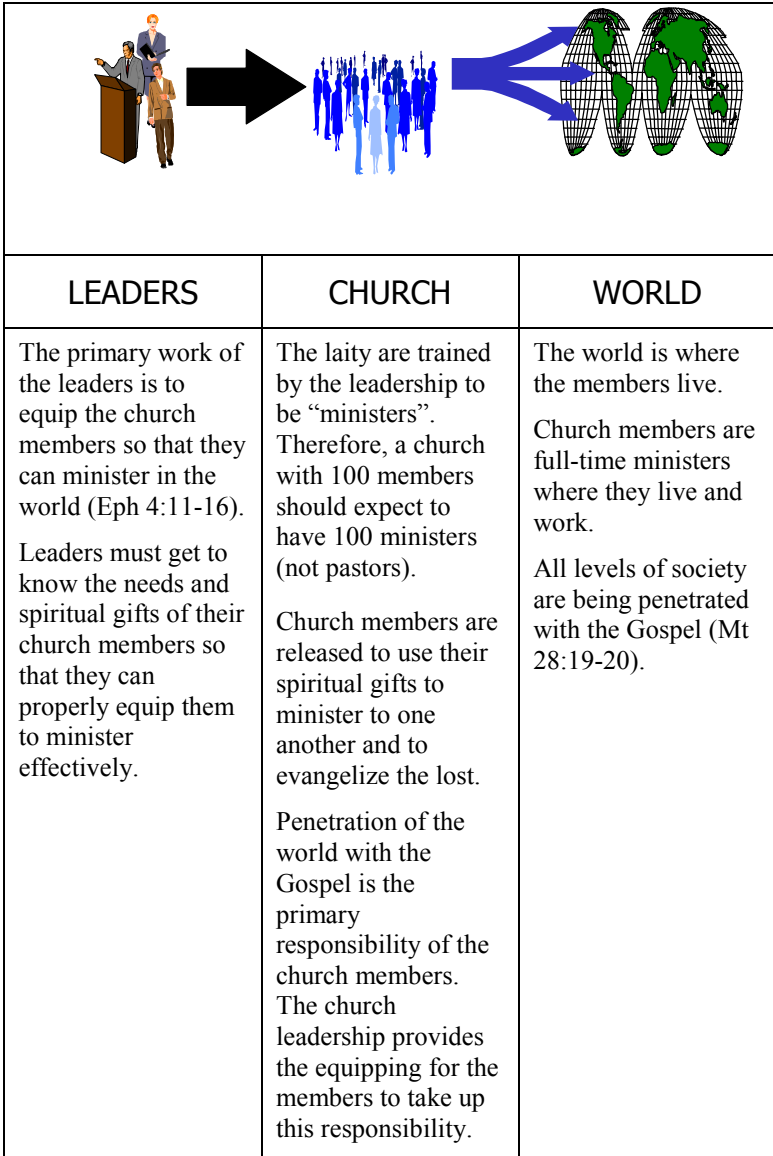 LEADERS
CHURCH
WORLD
The primary work of
the leaders is to
equip the church
members so that they
can minister in the
world (Eph 4:11-16).
Leaders must get to
know the needs and
spiritual gifts of their
church members so
that they can
properly equip them
to minister
effectively.
The laity are trained
by the leadership to
be “ministers”.
Therefore, a church
with 100 members
should expect to
have 100 ministers
(not pastors).
Church members are
released to use their
spiritual gifts to
minister to one
another and to
evangelize the lost.
Penetration of the
world with the
Gospel is the
primary
responsibility of the
church members.
The church
leadership provides
the equipping for the
members to take up
this responsibility.
The world is where
the members live.
Church members are
full-time ministers
where they live and
work.
All levels of society
are being penetrated
with the Gospel (Mt
28:19-20).